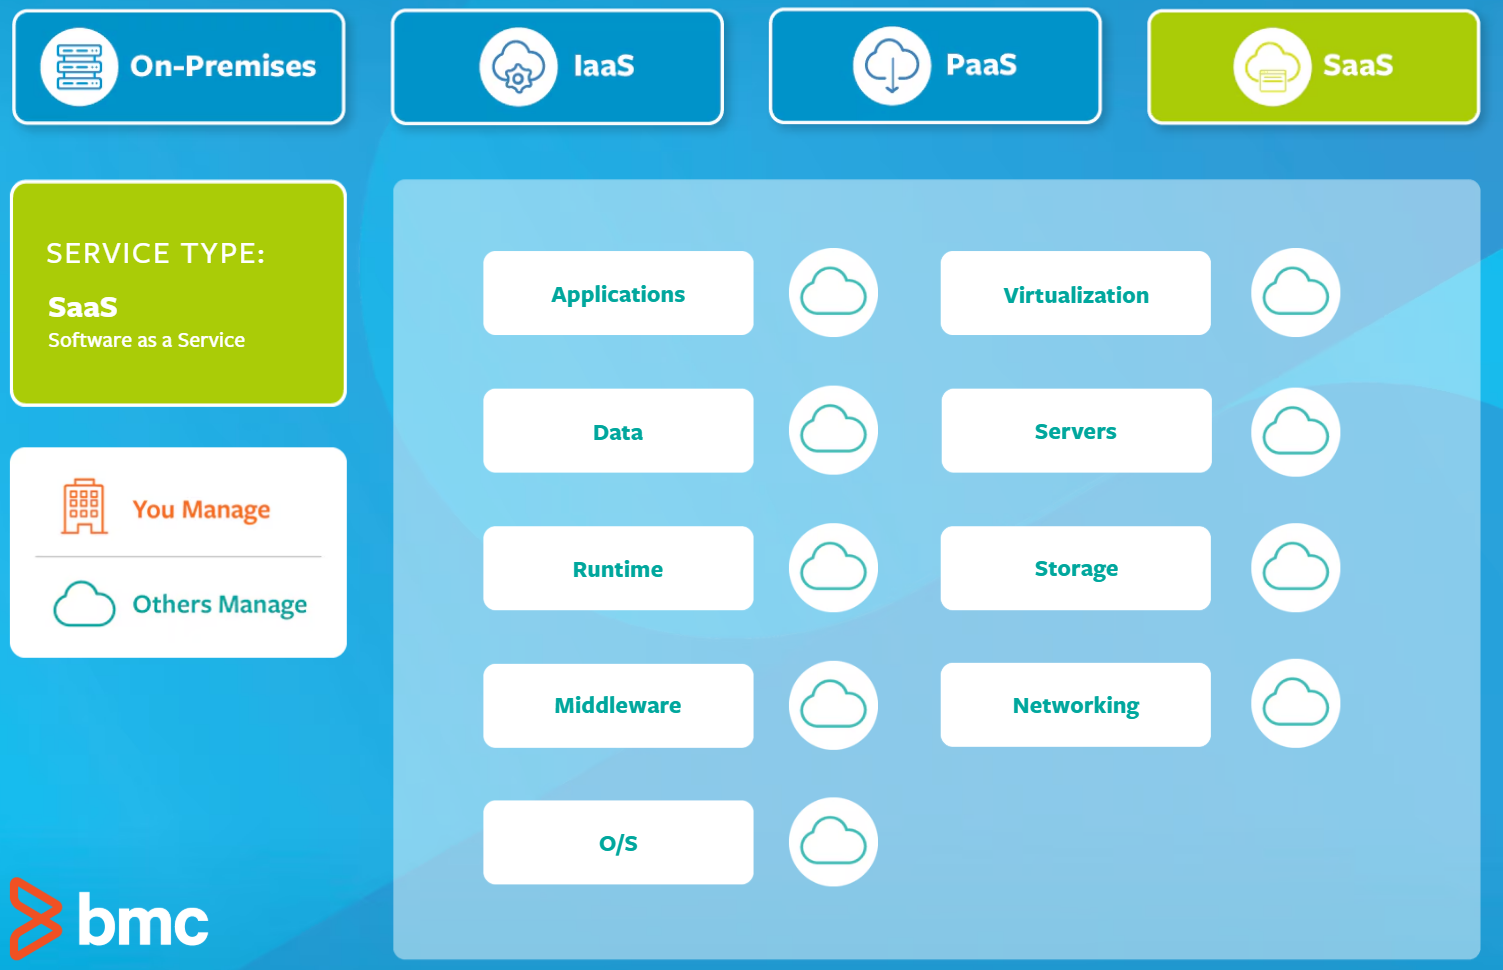 On-Premises
IaaS
PaaS
SaaS
SERVICE TYPE:
SaaS
Software as a Service
You Manage
Others Manage
Applications
Virtualization
Data
Servers
Runtime
Storage
Middleware
Networking
O/S
bmc